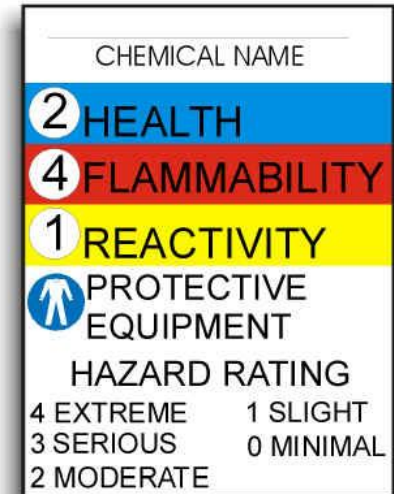 CHEMICAL NAME
2 HEALTH
4 FLAMMABILITY
1 REACTIVITY
PROTECTIVE
EQUIPMENT
HAZARD RATING
4 EXTREME 1 SLIGHT
3 SERIOUS 0 MINIMAL
2 MODERATE